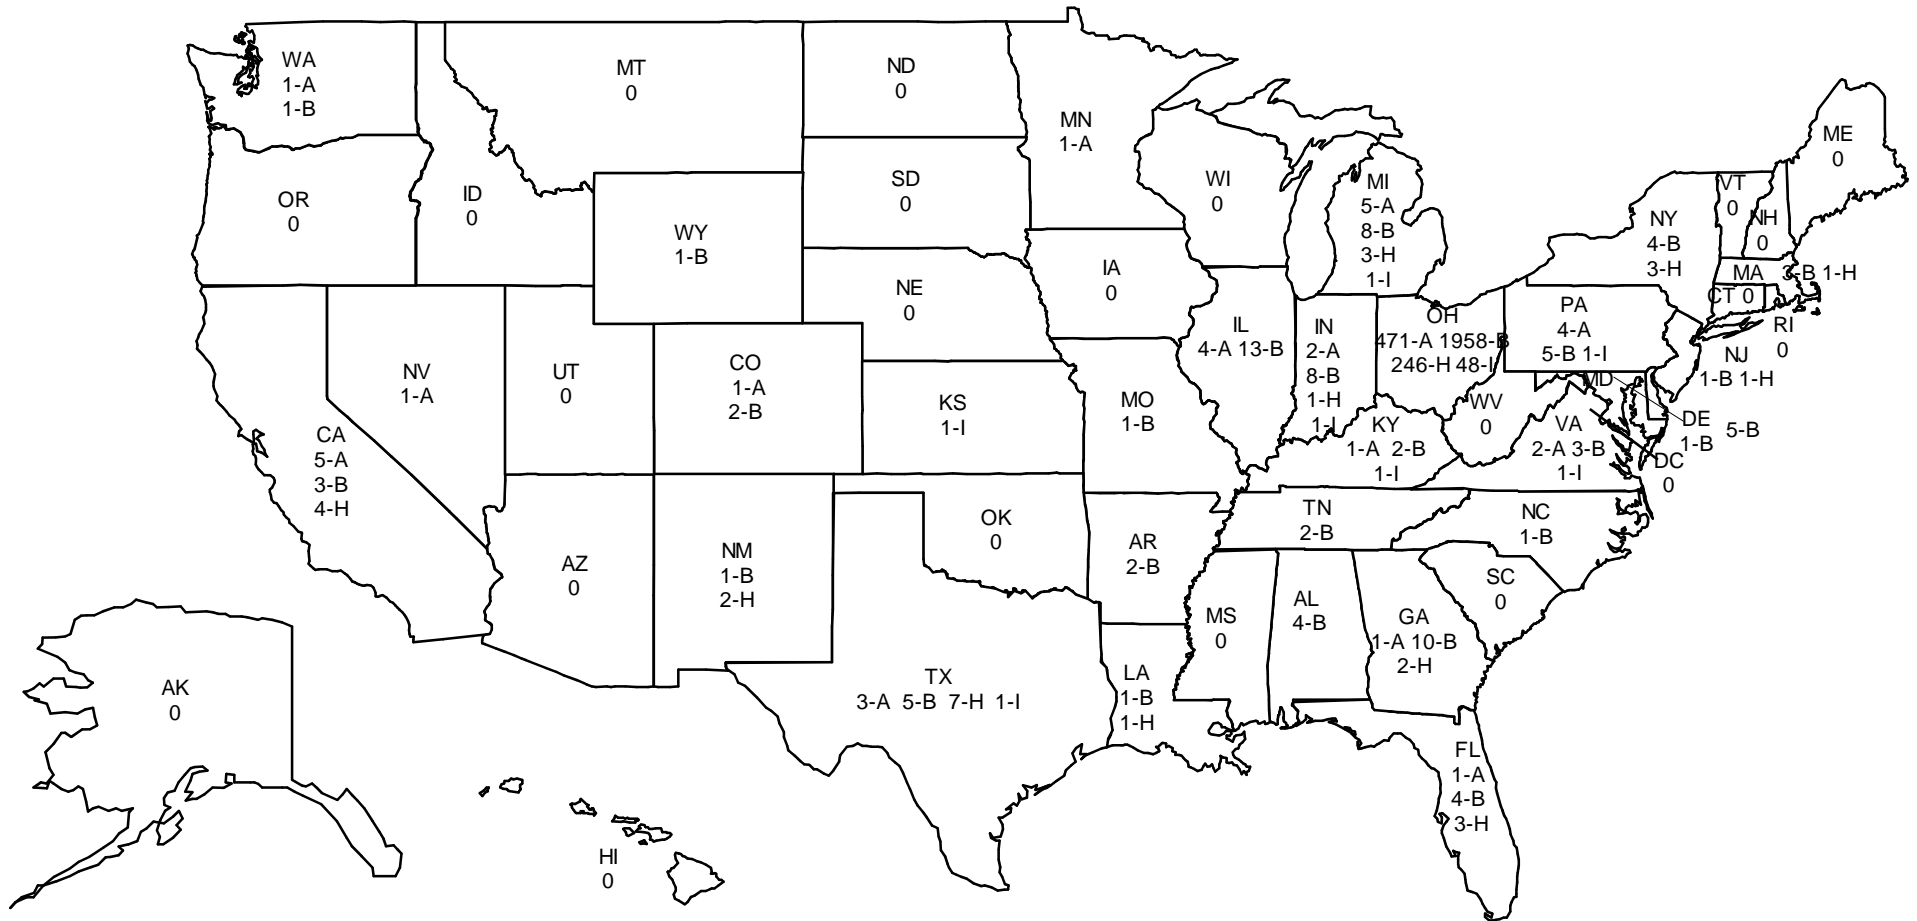 WA
1-A
1-B
MT
0
ND
0
MN
1-A
ME
0
OR
0
ID
0
SD
0
WI
0
MI
5-A
8-B
3-H
1-I
VT
0
NH
0
NY
4-B
3-H
WY
1-B
MA 3-B 1-H
CT 0
RI
0
IA
0
NE
0
IL
4-A 13-B
IN
2-A
8-B
1-H
1-I
OH
471-A 1958-B
246-H 48-I
PA
4-A
5-B 1-I
NJ
1-B 1-H
NV
1-A
UT
0
CO
1-A
2-B
KS
1-I
MO
1-B
KY
1-A 2-B
1-I
WV
0
MD
5-B
DE
1-B
VA
2-A 3-B
1-I
DC
0
CA
5-A
3-B
4-H
AZ
0
NM
1-B
2-H
OK
0
AR
2-B
TN
2-B
NC
1-B
SC
0
MS
0
AL
4-B
GA
1-A 10-B
2-H
TX
3-A 5-B 7-H 1-I
LA
1-B
1-H
FL
1-A
4-B
3-H
AK
0
HI
0